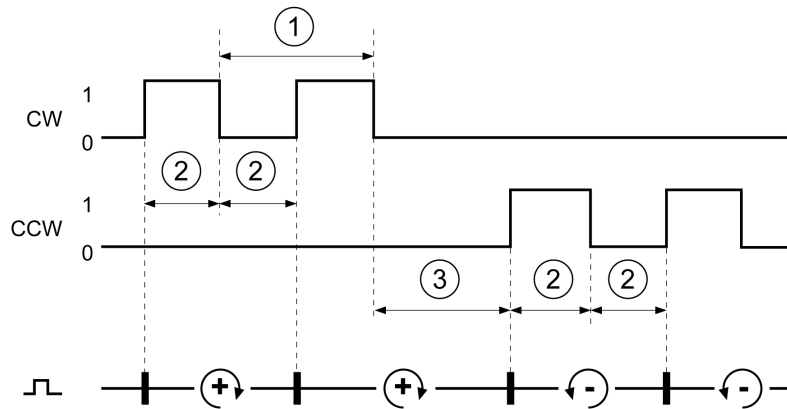 ①
CW 1
0
② ②
CCW 1
0
③ ② ②
+ + - -